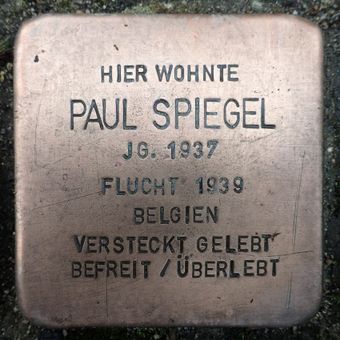 HIER WOHNTE
PAUL SPIEGEL
JG. 1937
FLUCHT 1939
BELGIEN
VERSTECKT GELEBT
BEFREIT / ÜBERLEBT